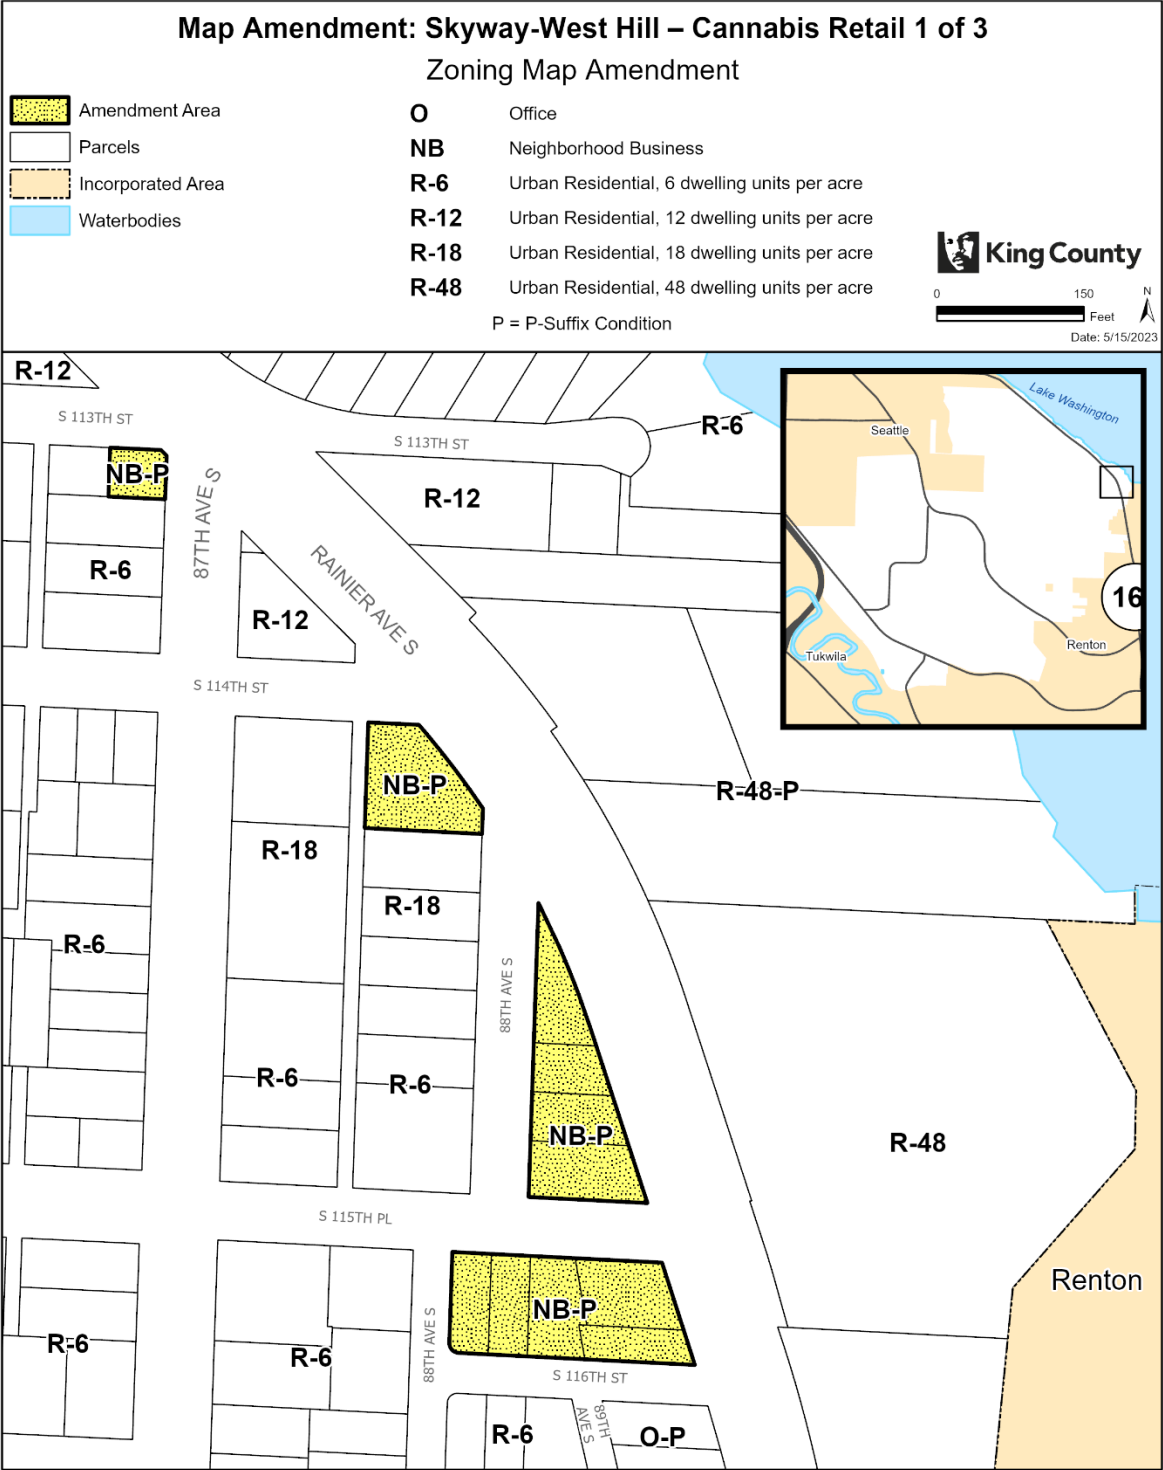 Map Amendment: Skyway-West Hill – Cannabis Retail 1 of 3
Zoning Map Amendment
Amendment Area
Parcels
Incorporated Area
Waterbodies
O Office
NB Neighborhood Business
R-6 Urban Residential, 6 dwelling units per acre
R-12 Urban Residential, 12 dwelling units per acre
R-18 Urban Residential, 18 dwelling units per acre
R-48 Urban Residential, 48 dwelling units per acre
P = P-Suffix Condition
King County
0 150
Feet
N
Date: 5/15/2023
R-12
S 113TH ST
S 113TH ST
R-6
NB-P
R-12
87TH AVE S
RAINIER AVE S
R-6
R-12
Lake Washington
Seattle
16
Renton
Tukwila
S 114TH ST
NB-P
R-48-P
R-18
R-18
R-6
88TH AVE S
R-6
R-6
NB-P
R-48
S 115TH PL
Renton
NB-P
88TH AVE S
R-6
R-6
S 116TH ST
R-6
89TH
AVE S
O-P